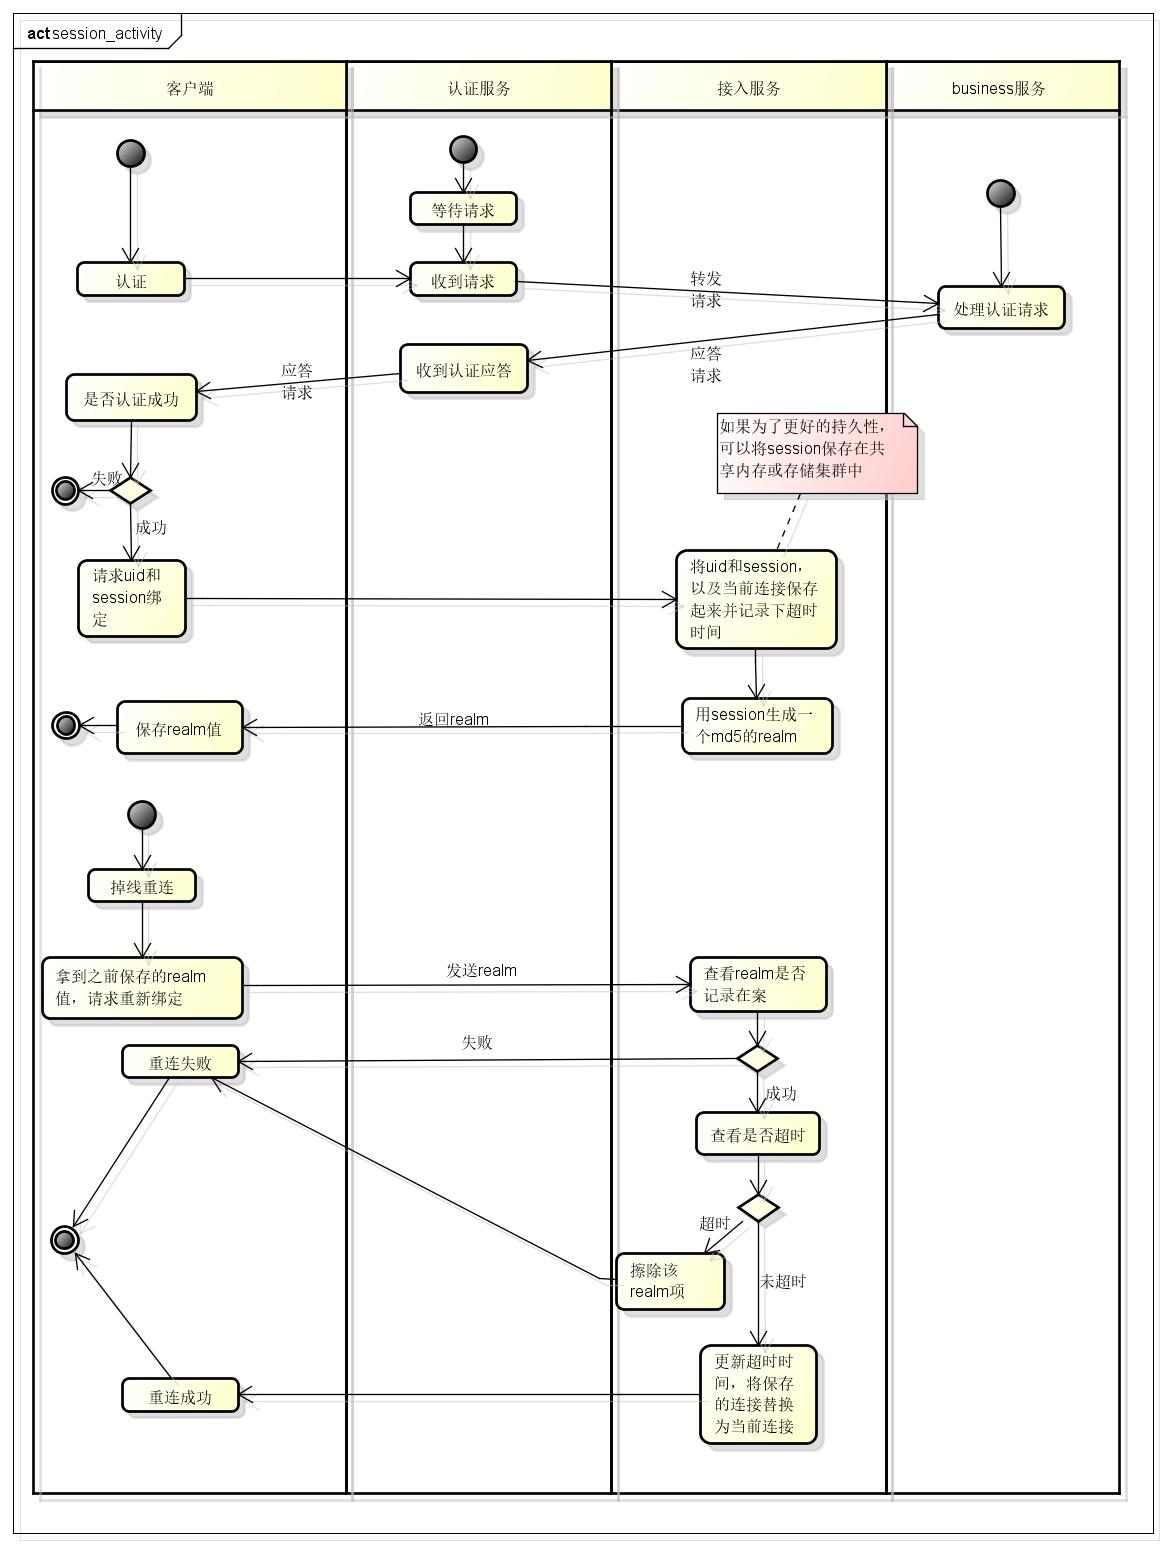 act session_activity
客户端
认证服务
接入服务
business服务
等待请求
认证
收到请求
转发
请求
处理认证请求
收到认证应答
应答
请求
应答
请求
是否认证成功
如果为了更好的持久性，
可以将session保存在共
享内存或存储集群中
失败
成功
请求uid和
session绑
定
将uid和session，
以及当前连接保存
起来并记录下超时
时间
用session生成一
个md5的realm
返回realm
保存realm值
掉线重连
拿到之前保存的realm
值，请求重新绑定
发送realm
查看realm是否
记录在案
失败
重连失败
成功
查看是否超时
超时
擦除该
realm项
未超时
更新超时时
间，将保存
的连接替换
为当前连接
重连成功